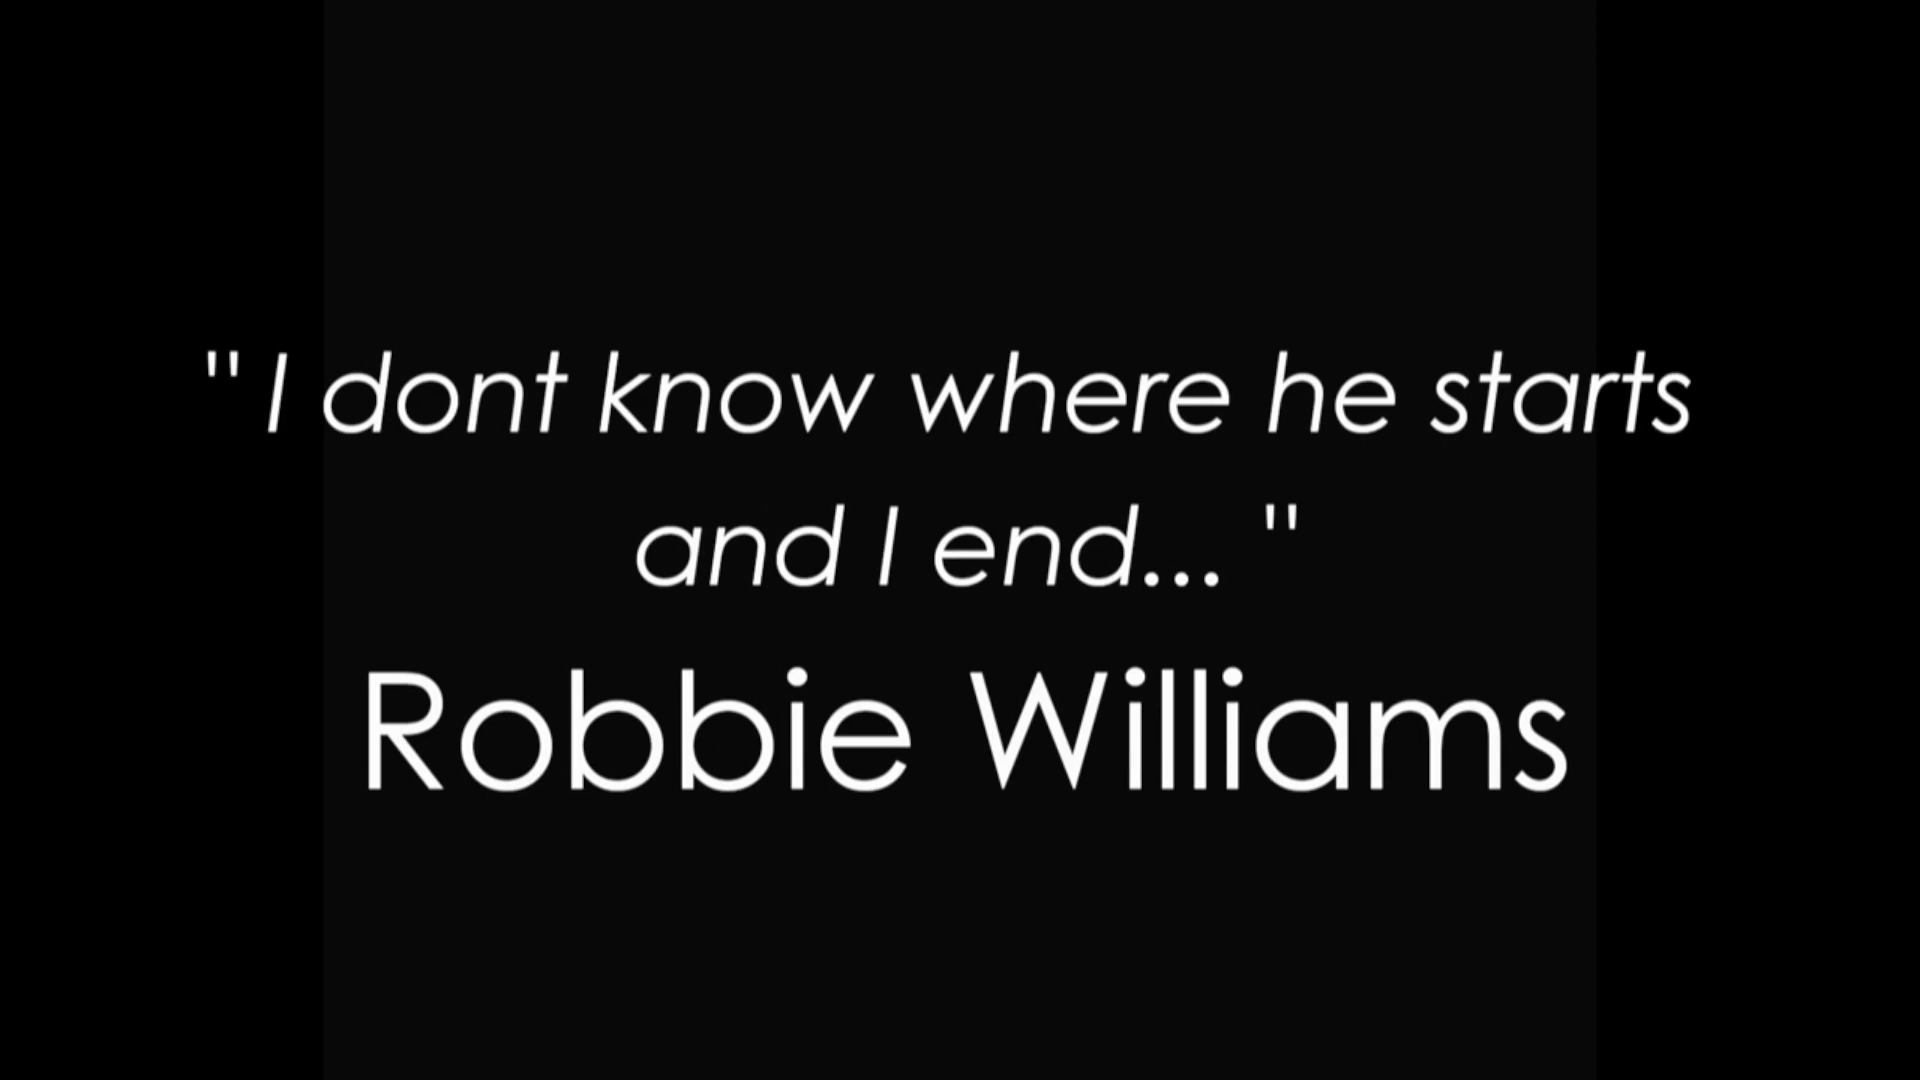 " I dont know where he starts
and I end... "
Robbie Williams